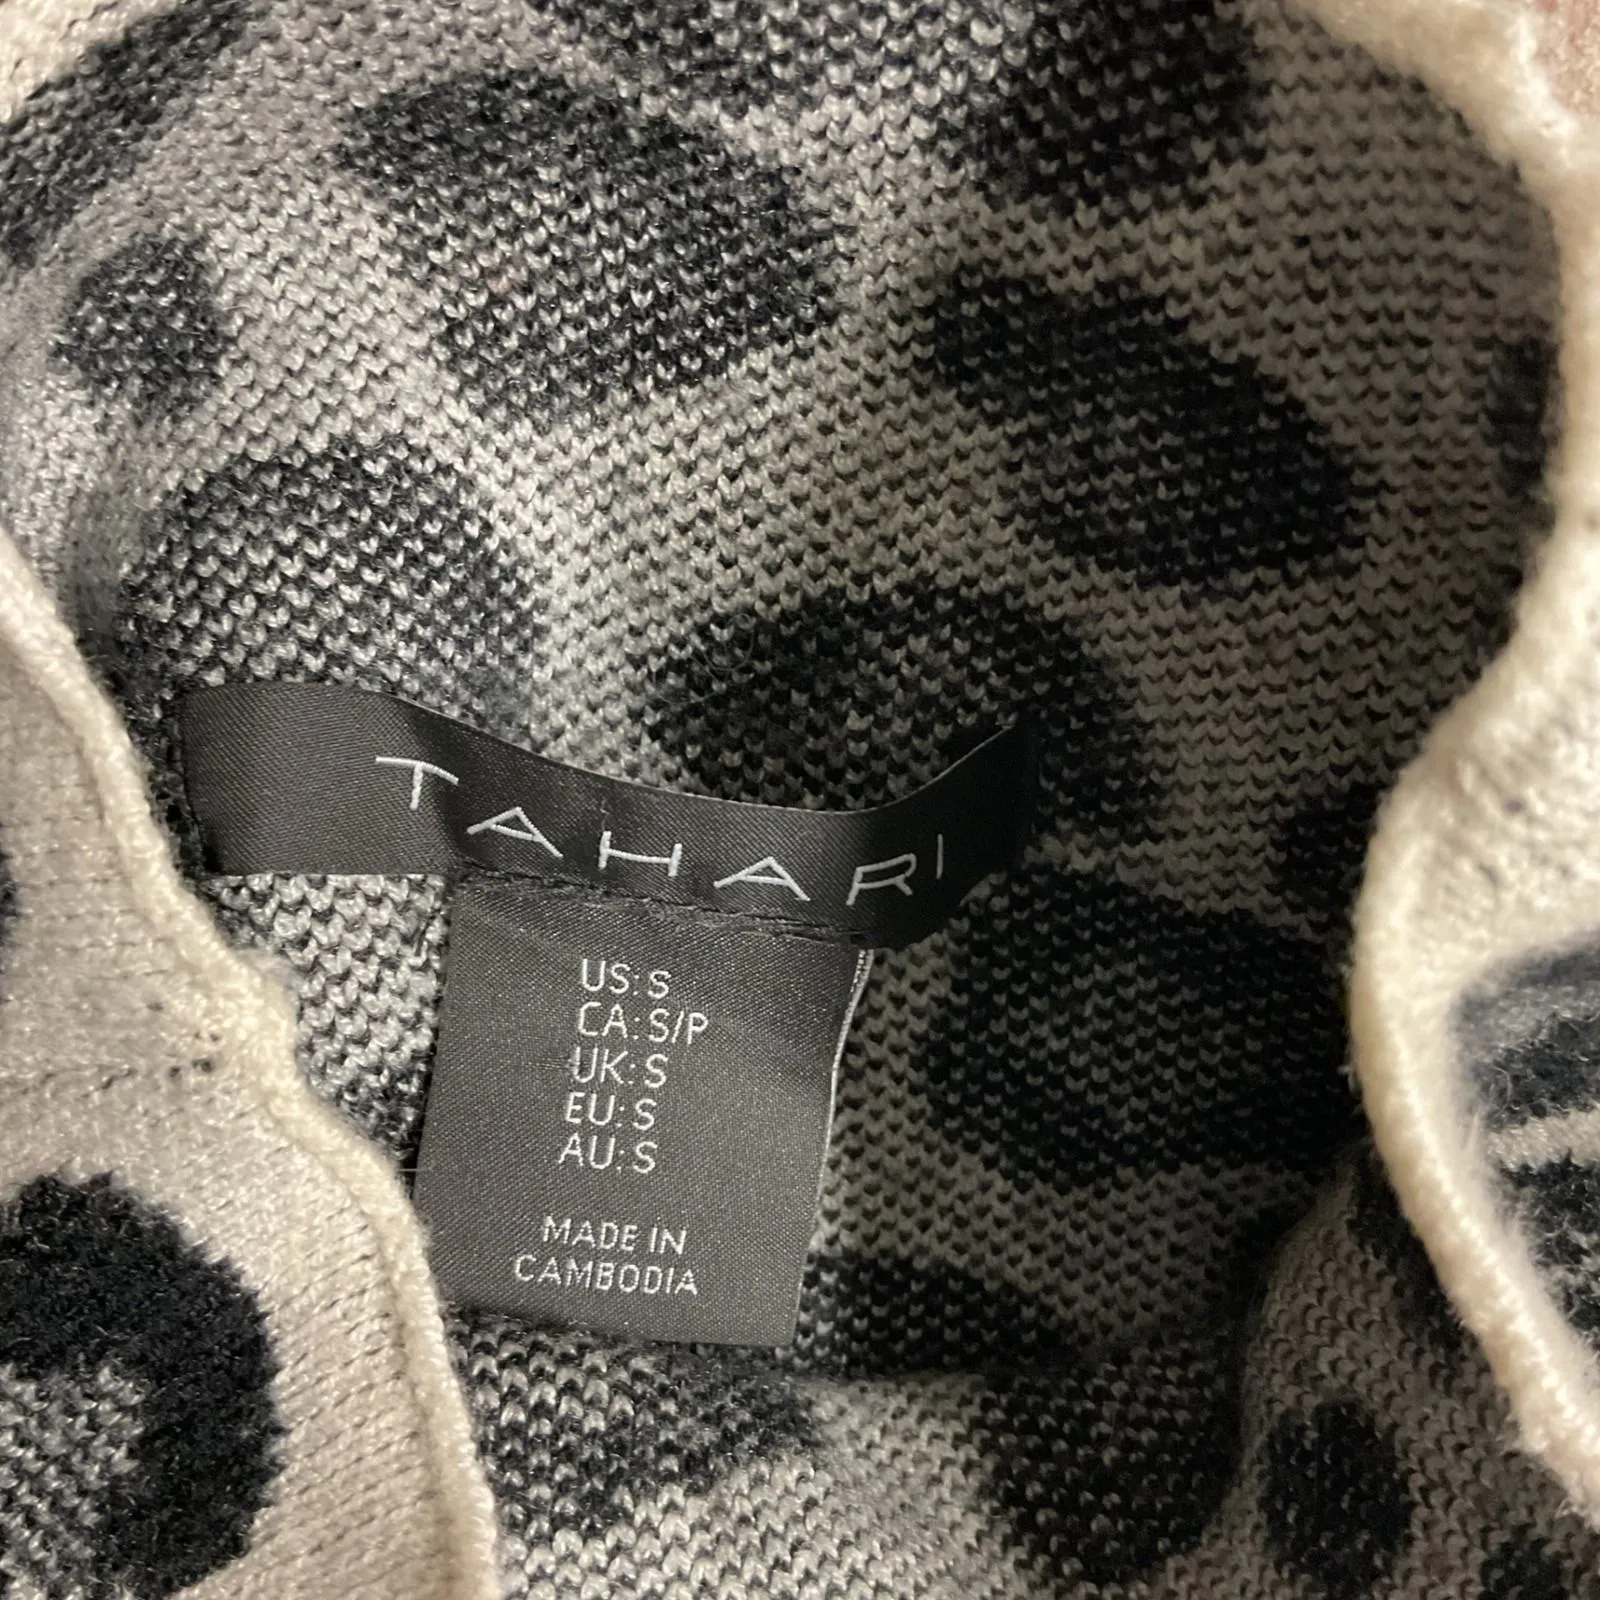 TAHARI
US: S
CA: S/P
UK: S
EU: S
AU: S
MADE IN
CAMBODIA